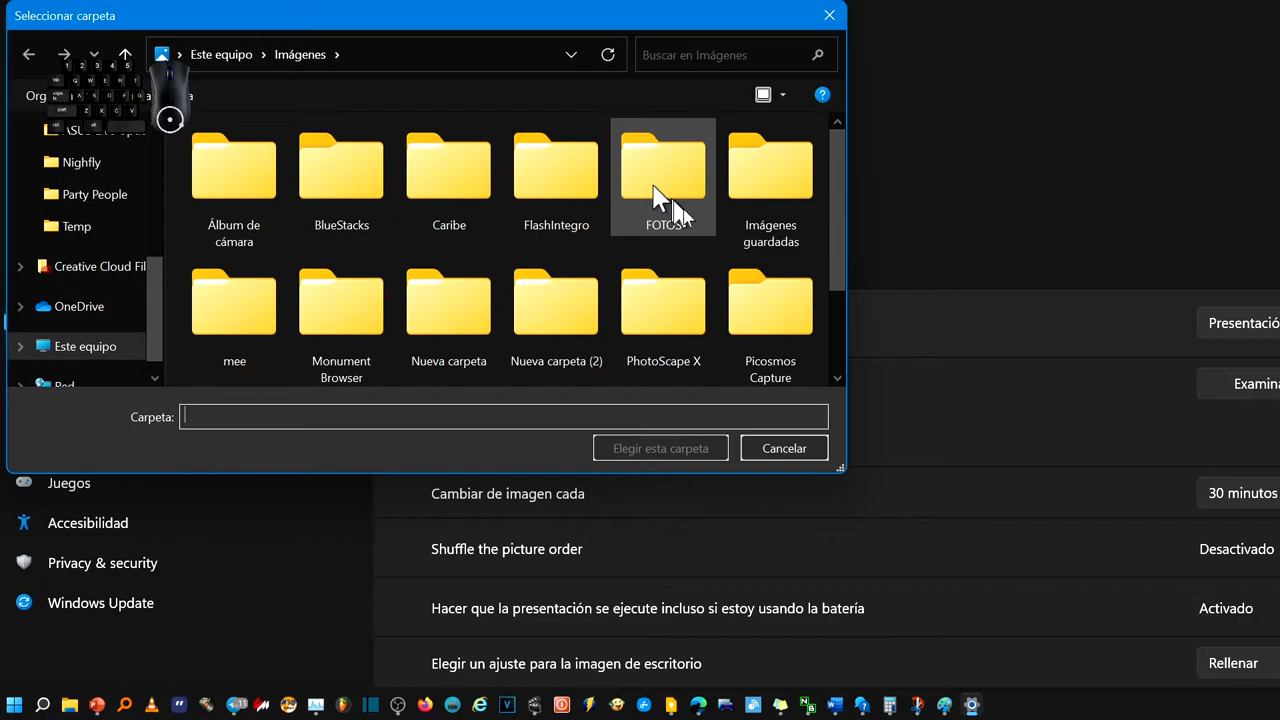 Seleccionar carpeta
Este equipo
Imágenes
Buscar en Imágenes
Nighfly
Party People
Temp
Creative Cloud Fil
OneDrive
Este equipo
Red
Álbum de cámara
BlueStacks
Caribe
FlashIntegro
FOTOS
Imágenes guardadas
mee
Monument Browser
Nueva carpeta
Nueva carpeta (2)
PhotoScape X
Picosmos Capture
Carpeta:
Elegir esta carpeta
Cancelar
Presentació
Examina
Juegos
Accesibilidad
Privacy & security
Windows Update
Cambiar de imagen cada
30 minutos
Shuffle the picture order
Desactivado
Hacer que la presentación se ejecute incluso si estoy usando la batería
Activado
Elegir un ajuste para la imagen de escritorio
Rellenar